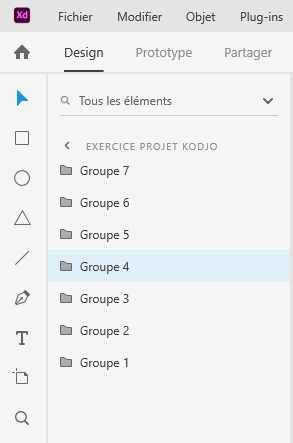 Xd Fichier Modifier Objet Plug-ins
Design Prototype Partager
Tous les éléments
EXERCICE PROJET KODJO
Groupe 7
Groupe 6
Groupe 5
Groupe 4
Groupe 3
Groupe 2
Groupe 1
T